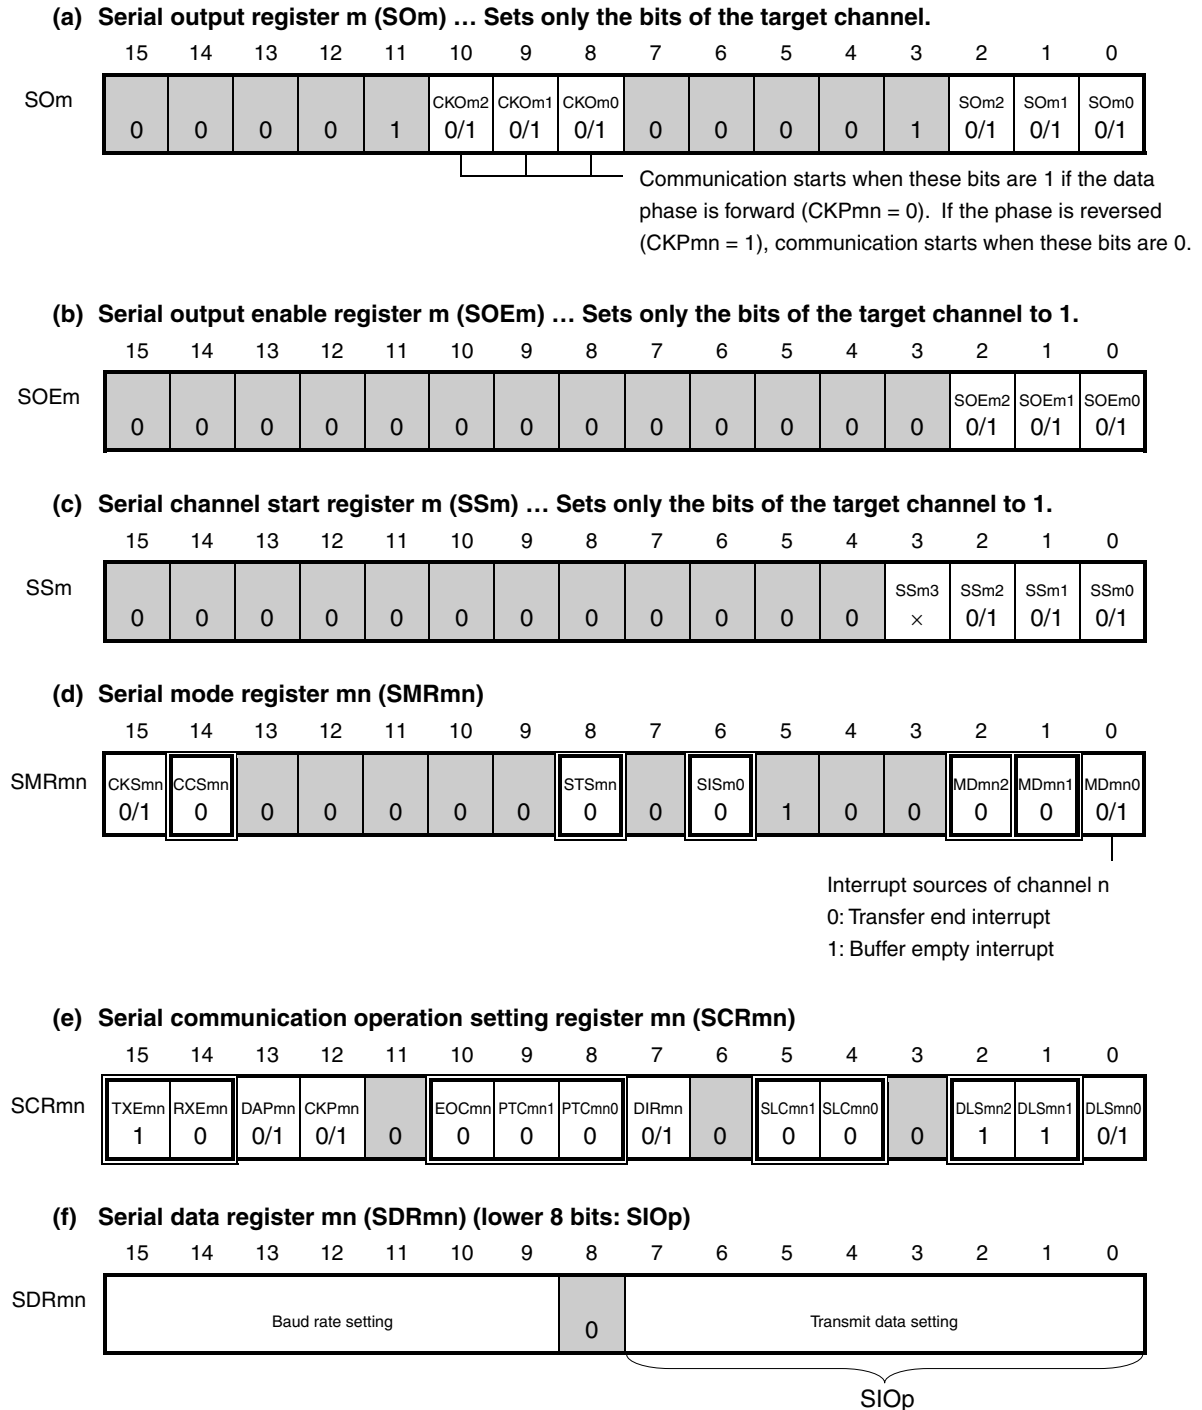 (a) Serial output register m (SOm) … Sets only the bits of the target channel.
15 14 13 12 11 10 9 8 7 6 5 4 3 2 1 0
SOm
CKOm2 CKOm1 CKOm0 SOm2 SOm1 SOm0
0 0 0 0 1 0/1 0/1 0/1 0 0 0 0 1 0/1 0/1 0/1
Communication starts when these bits are 1 if the data
phase is forward (CKPmn = 0). If the phase is reversed
(CKPmn = 1), communication starts when these bits are 0.
(b) Serial output enable register m (SOEm) … Sets only the bits of the target channel to 1.
15 14 13 12 11 10 9 8 7 6 5 4 3 2 1 0
SOEm
SOEm2 SOEm1 SOEm0
0 0 0 0 0 0 0 0 0 0 0 0 0 0/1 0/1 0/1
(c) Serial channel start register m (SSm) … Sets only the bits of the target channel to 1.
15 14 13 12 11 10 9 8 7 6 5 4 3 2 1 0
SSm
SSm3 SSm2 SSm1 SSm0
0 0 0 0 0 0 0 0 0 0 0 0 × 0/1 0/1 0/1
(d) Serial mode register mn (SMRmn)
15 14 13 12 11 10 9 8 7 6 5 4 3 2 1 0
SMRmn
CKSmn CCSmn STSmn SISm0 MDmn2 MDmn1 MDmn0
0/1 0 0 0 0 0 0 0 0 0 1 0 0 0 0 0/1
Interrupt sources of channel n
0: Transfer end interrupt
1: Buffer empty interrupt
(e) Serial communication operation setting register mn (SCRmn)
15 14 13 12 11 10 9 8 7 6 5 4 3 2 1 0
SCRmn
TXEmn RXEmn DAPmn CKPmn EOCmn PTCmn1 PTCmn0 DIRmn SLCmn1 SLCmn0 DLSmn2 DLSmn1 DLSmn0
1 0 0/1 0/1 0 0 0 0 0/1 0 0 0 0 1 1 0/1
(f) Serial data register mn (SDRmn) (lower 8 bits: SIOp)
15 14 13 12 11 10 9 8 7 6 5 4 3 2 1 0
SDRmn
Baud rate setting 0 Transmit data setting
SIOp